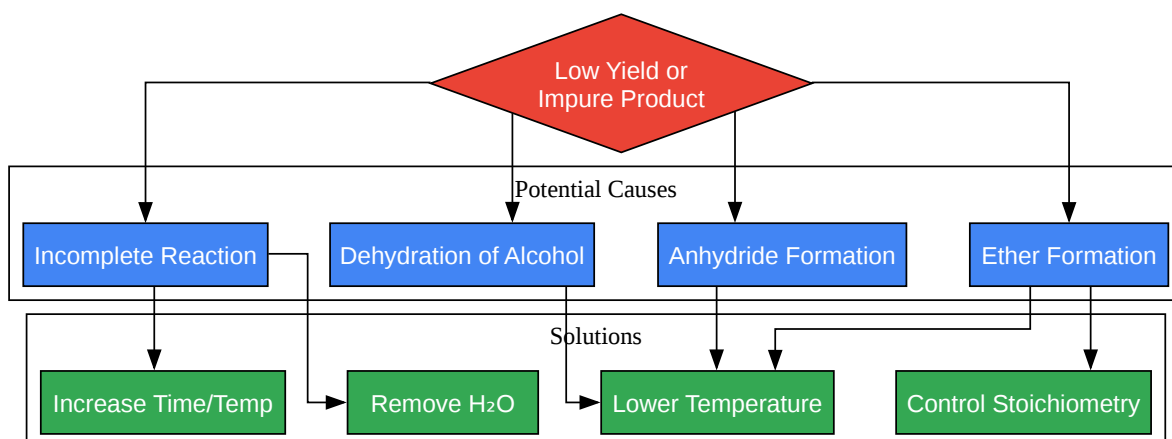 Low Yield or
Impure Product
Potential Causes
Incomplete Reaction
Dehydration of Alcohol
Anhydride Formation
Ether Formation
Solutions
Increase Time/Temp
Remove H₂O
Lower Temperature
Control Stoichiometry